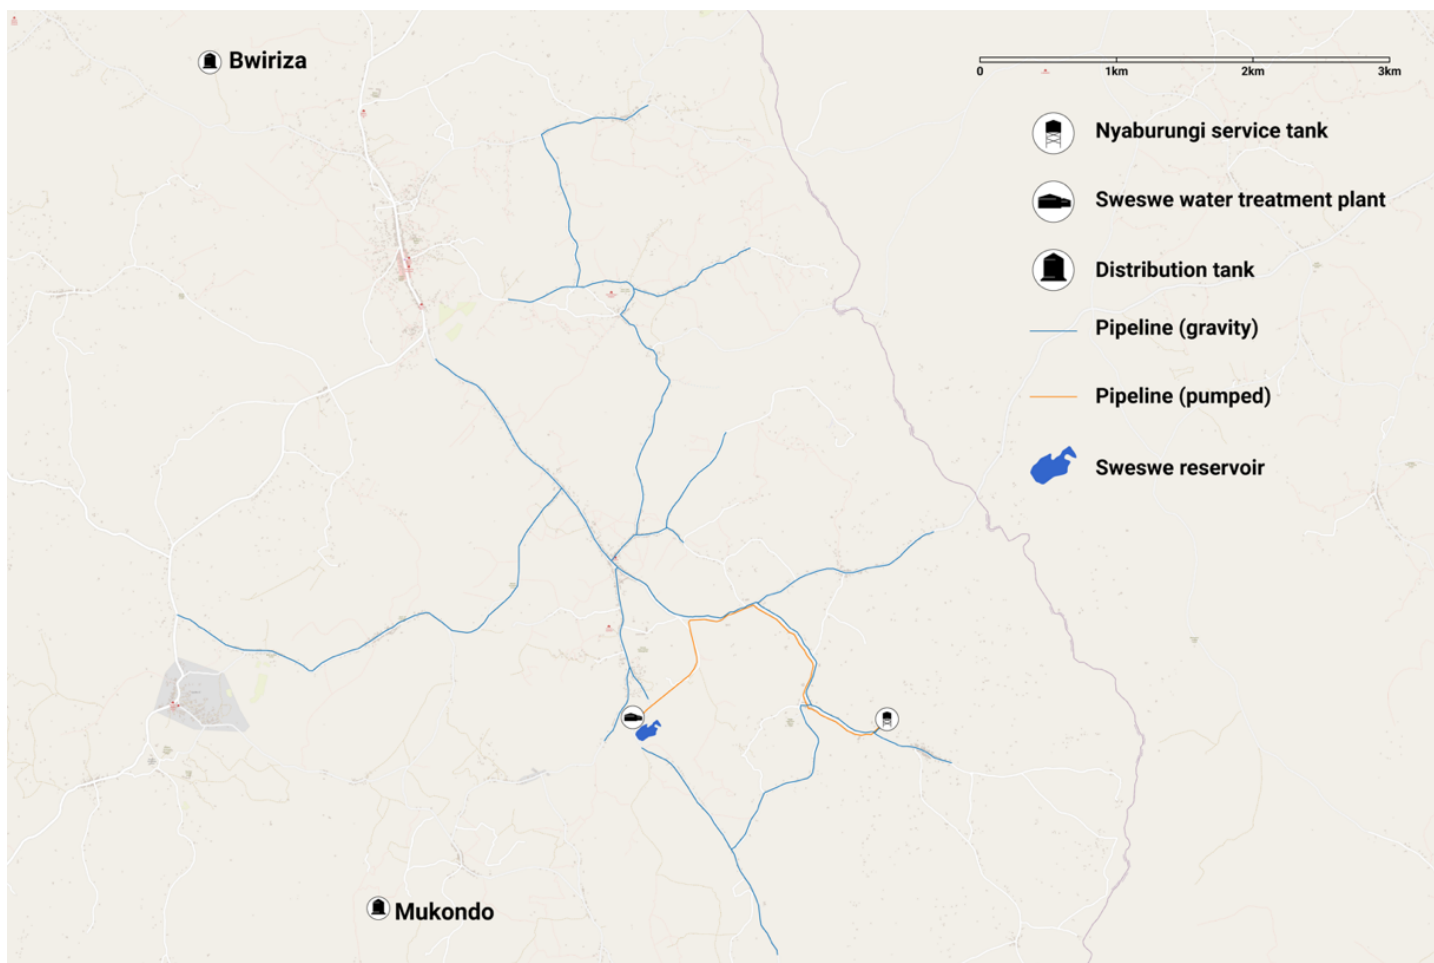 Bwiriza
0 1km 2km 3km
Nyaburungi service tank
Sweswe water treatment plant
Distribution tank
Pipeline (gravity)
Pipeline (pumped)
Sweswe reservoir
Mukondo